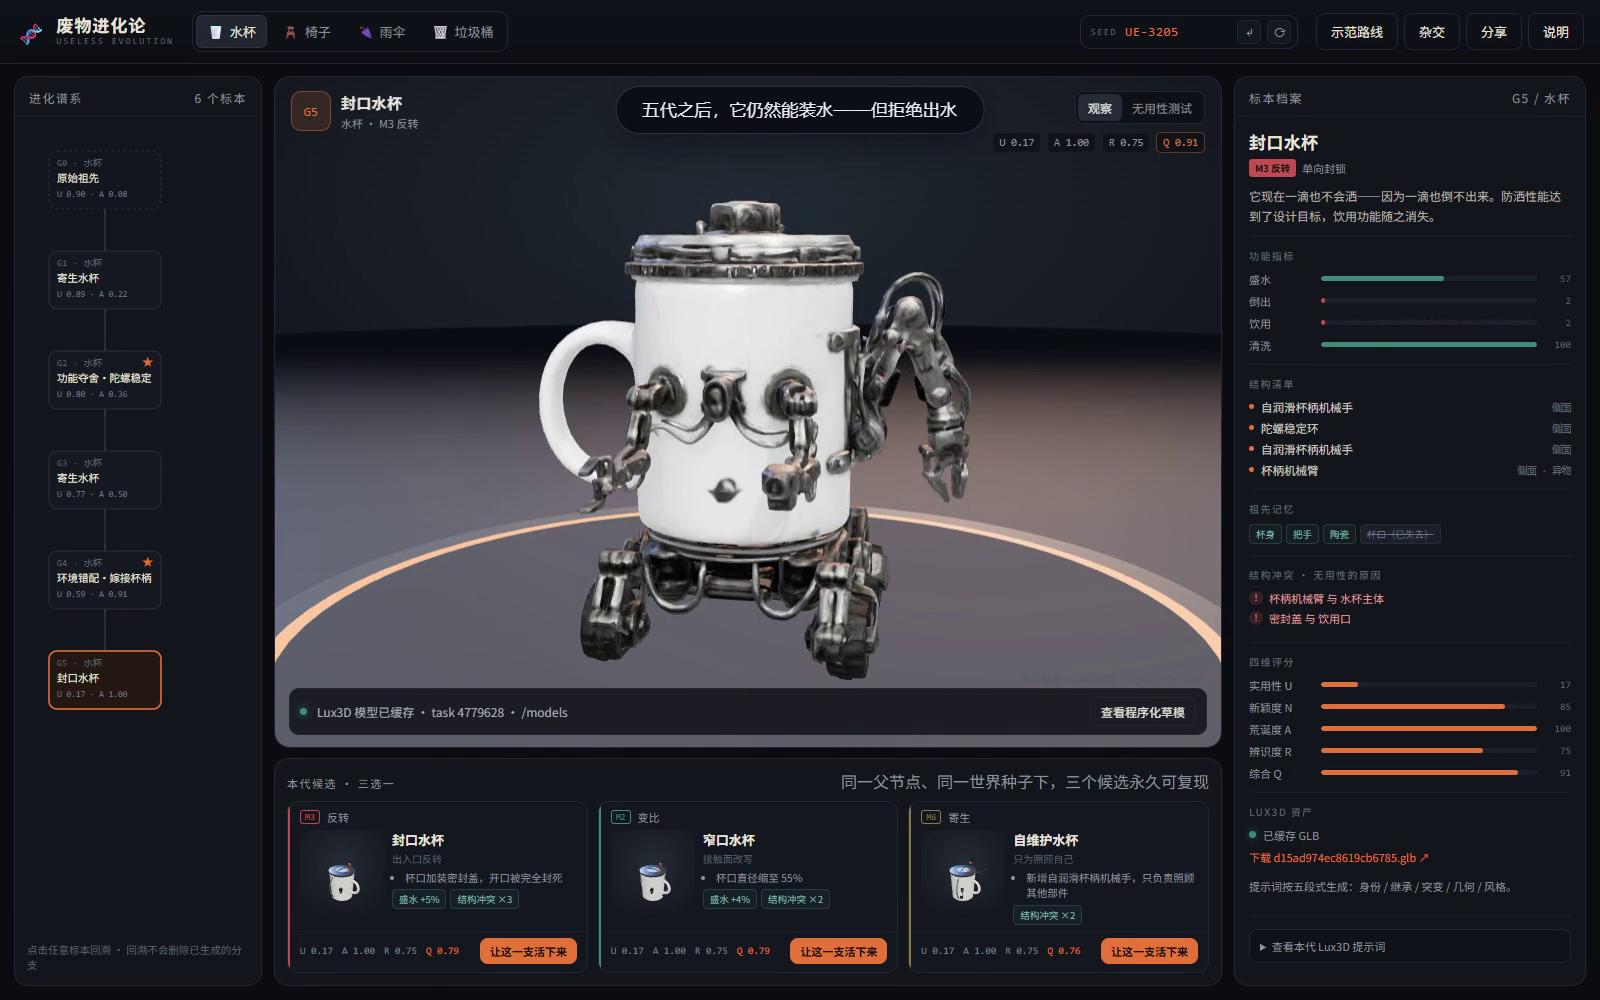 废物进化论
USELESS EVOLUTION
水杯
椅子
雨伞
垃圾桶
SEED UE-3205
示范路线
杂交
分享
说明
进化谱系
6 个标本
G0 · 水杯
原始祖先
U 0.90 · A 0.08
G1 · 水杯
寄生水杯
U 0.89 · A 0.22
G2 · 水杯
功能夺舍·陀螺稳定
U 0.80 · A 0.36
G3 · 水杯
寄生水杯
U 0.77 · A 0.50
G4 · 水杯
环境错配·嫁接杯柄
U 0.59 · A 0.91
G5 · 水杯
封口水杯
U 0.17 · A 1.00
点击任意标本回溯 · 回溯不会删除已生成的分
支
G5
封口水杯
水杯 · M3 反转
五代之后，它仍然能装水——但拒绝出水
观察
无用性测试
U 0.17
A 1.00
R 0.75
Q 0.91
Lux3D 模型已缓存 · task 4779628 · /models
查看程序化草模
本代候选 · 三选一
同一父节点、同一世界种子下，三个候选永久可复现
M3 反转
封口水杯
出入口反转
杯口加装密封盖，开口被完全封死
盛水 +5%
结构冲突 ×3
U 0.17 A 1.00 R 0.75 Q 0.79
让这一支活下来
M2 变比
窄口水杯
接触面改写
杯口直径缩至 55%
盛水 +4%
结构冲突 ×2
U 0.17 A 1.00 R 0.75 Q 0.79
让这一支活下来
M6 寄生
自维护水杯
只为照顾自己
新增自润滑杯柄机械手，只负责照顾
其他部件
结构冲突 ×2
U 0.17 A 1.00 R 0.75 Q 0.76
让这一支活下来
标本档案
G5 / 水杯
封口水杯
M3 反转
单向封锁
它现在一滴也不会洒——因为一滴也倒不出来。防洒性能达
到了设计目标，饮用功能随之消失。
功能指标
盛水 57
倒出 2
饮用 2
清洗 100
结构清单
自润滑杯柄机械手 侧面
陀螺稳定环 侧面
自润滑杯柄机械手 侧面
杯柄机械臂 侧面 · 异物
祖先记忆
杯身
把手
陶瓷
杯口（已失去）
结构冲突 · 无用性的原因
! 杯柄机械臂 与 水杯主体
! 密封盖 与 饮用口
四维评分
实用性 U 17
新颖度 N 85
荒诞度 A 100
辨识度 R 75
综合 Q 91
LUX3D 资产
已缓存 GLB
下载 d15ad974ec8619cb6785.glb ↗
提示词按五段式生成：身份 / 继承 / 突变 / 几何 / 风格。
▶ 查看本代 Lux3D 提示词